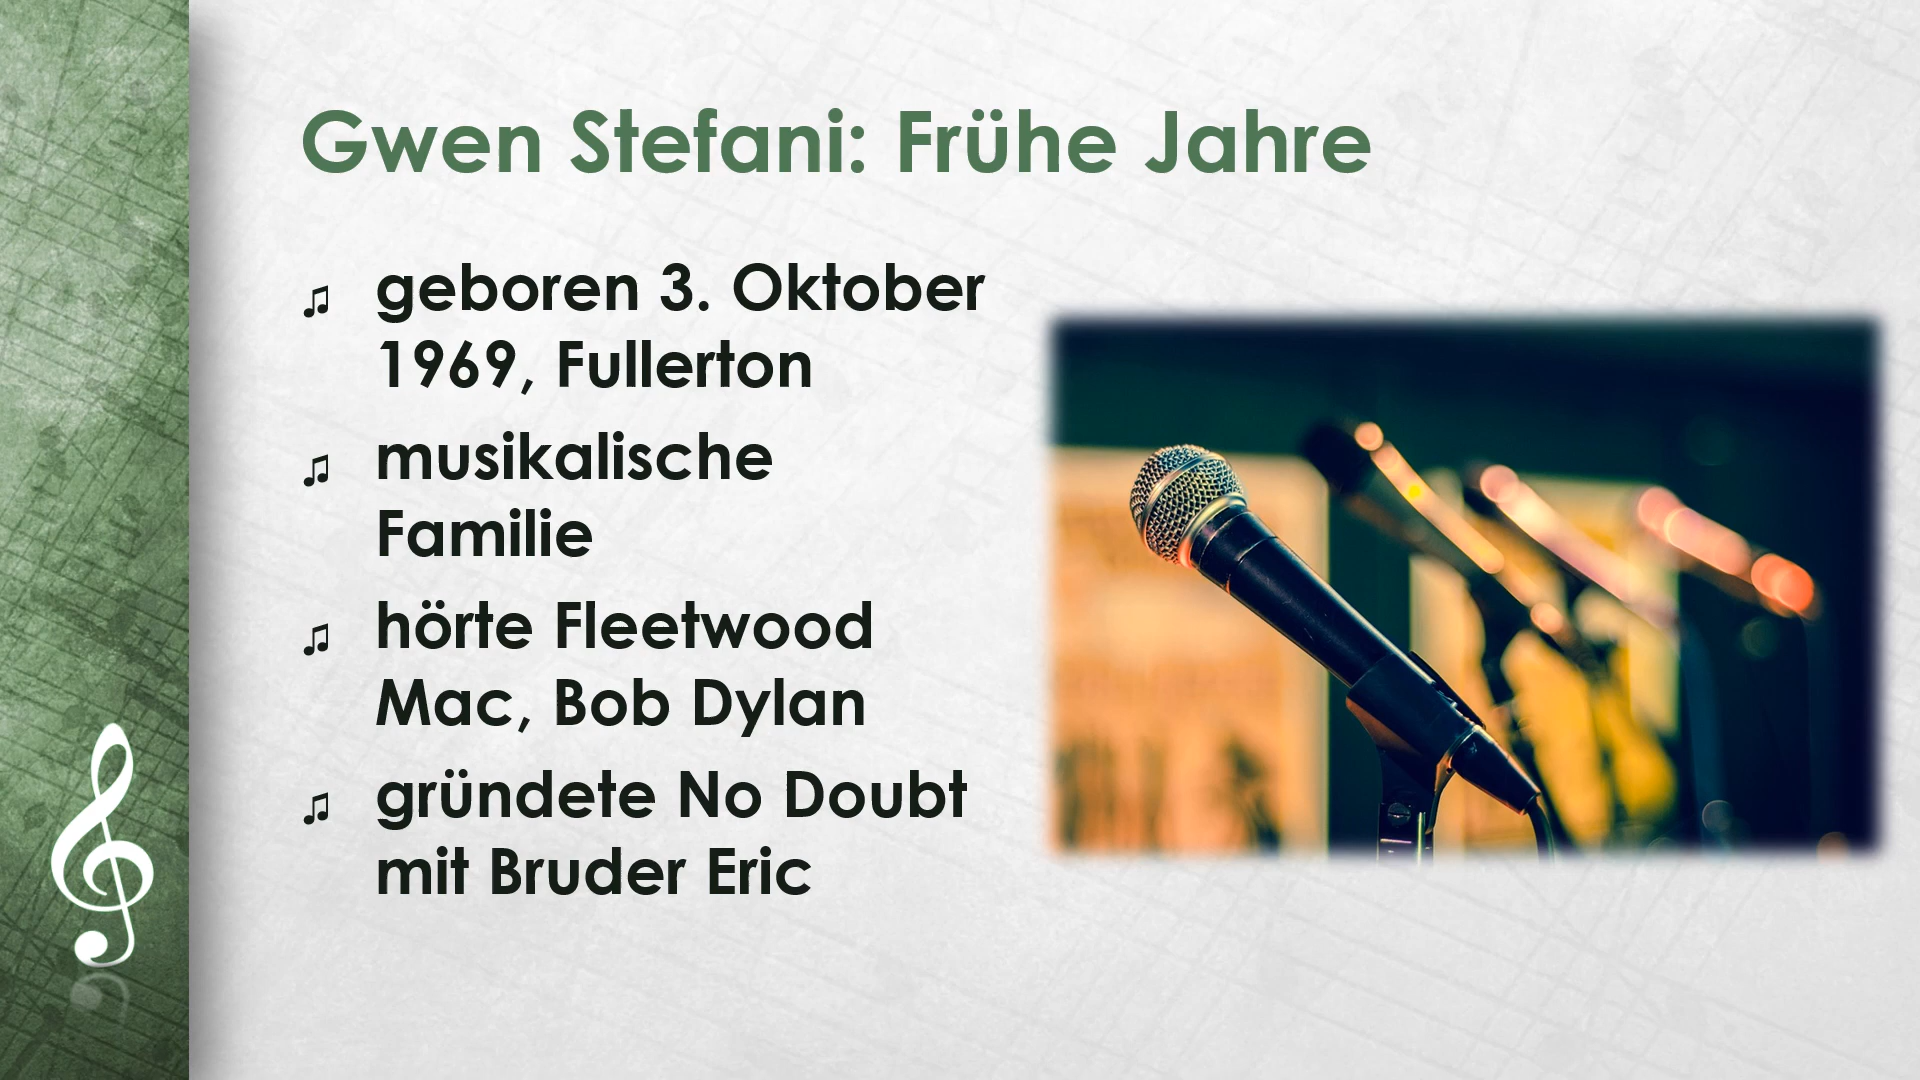 Gwen Stefani: Frühe Jahre
♫ geboren 3. Oktober
1969, Fullerton
♫ musikalische
Familie
♫ hörte Fleetwood
Mac, Bob Dylan
♫ gründete No Doubt
mit Bruder Eric